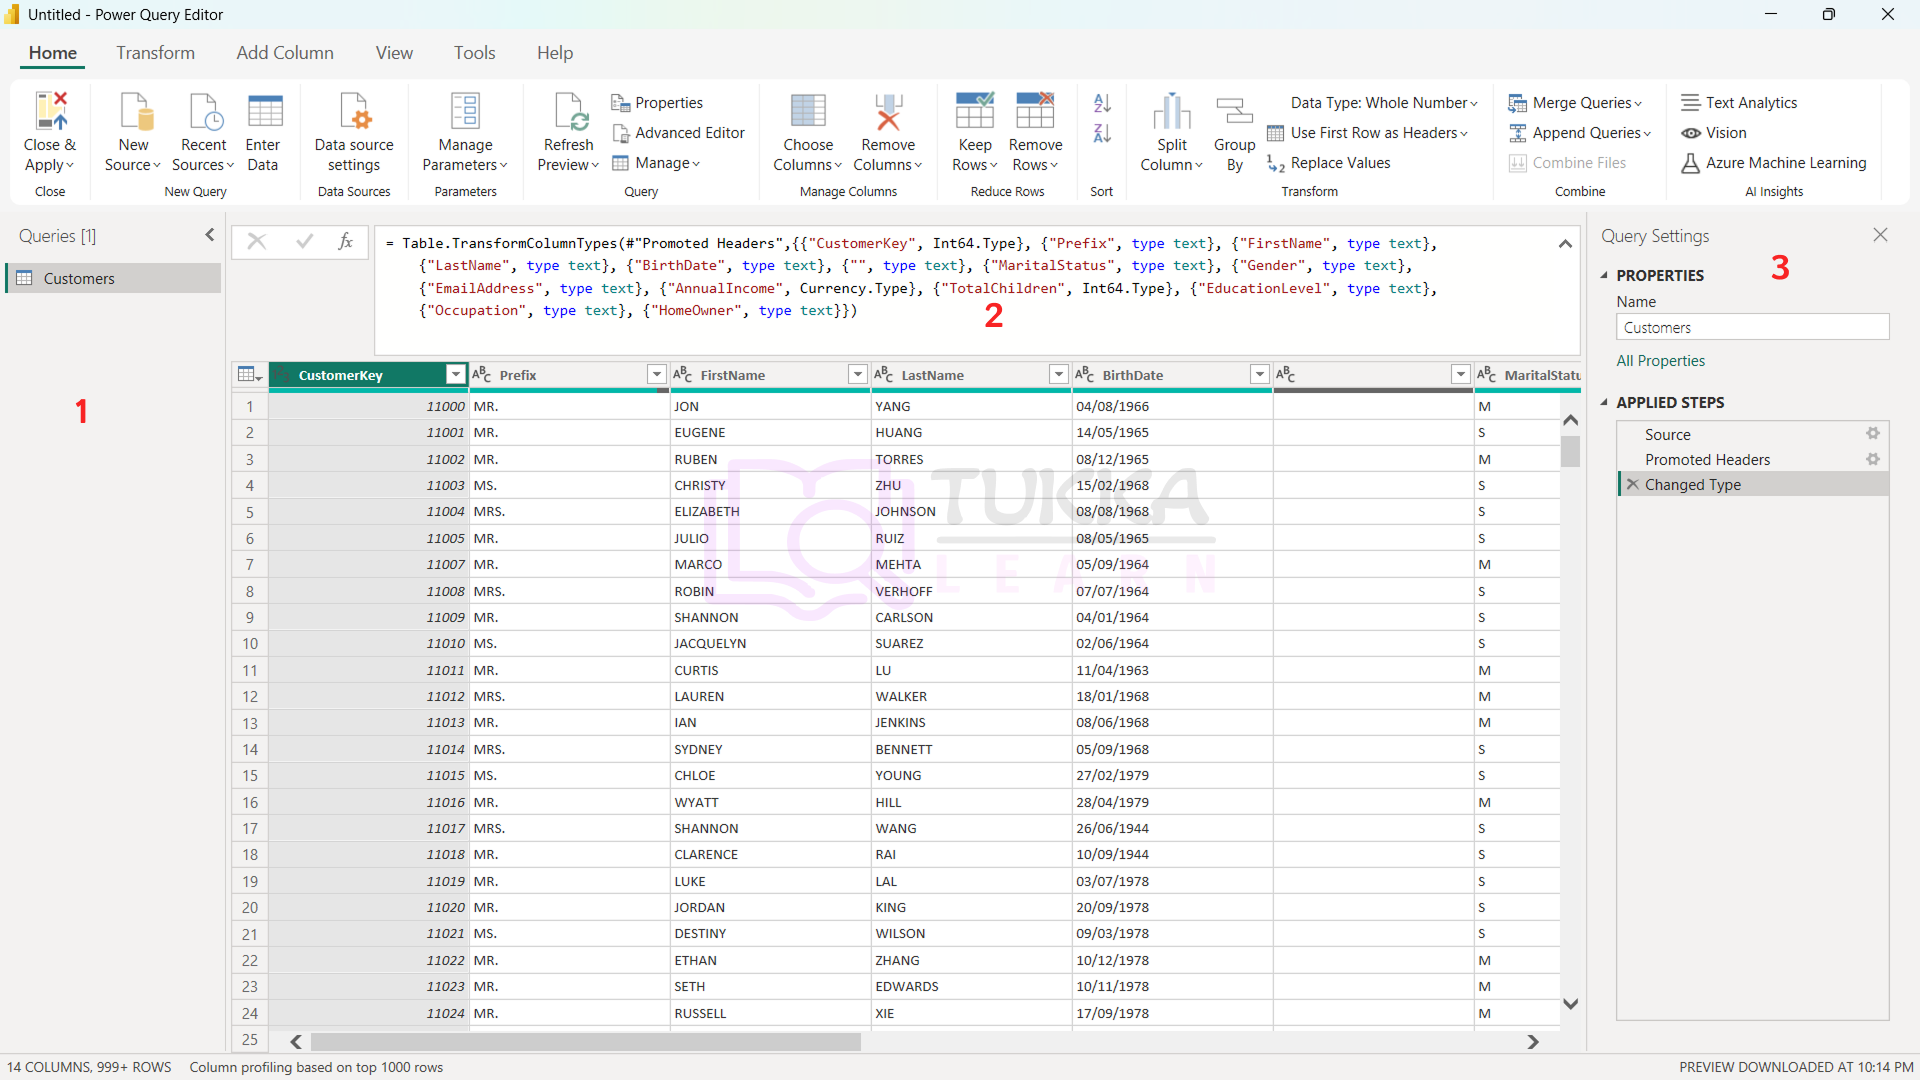 Untitled - Power Query Editor
Home Transform Add Column View Tools Help
Close & Apply
New Source
Recent Sources
Enter Data
Data source settings
Manage Parameters
Refresh Preview
Properties
Advanced Editor
Manage
Choose Columns
Remove Columns
Keep Rows
Remove Rows
Split Column
Group By
Data Type: Whole Number
Use First Row as Headers
Replace Values
Merge Queries
Append Queries
Combine Files
Text Analytics
Vision
Azure Machine Learning
Close New Query Data Sources Parameters Query Manage Columns Reduce Rows Sort Transform Combine AI Insights
Queries [1]
Customers
1
fx
= Table.TransformColumnTypes(#"Promoted Headers",{{"CustomerKey", Int64.Type}, {"Prefix", type text}, {"FirstName", type text},
{"LastName", type text}, {"BirthDate", type text}, {"", type text}, {"MaritalStatus", type text}, {"Gender", type text},
{"EmailAddress", type text}, {"AnnualIncome", Currency.Type}, {"TotalChildren", Int64.Type}, {"EducationLevel", type text},
{"Occupation", type text}, {"HomeOwner", type text}})
2
CustomerKey ABC Prefix ABC FirstName ABC LastName ABC BirthDate ABC ABC MaritalStatu
1 11000 MR. JON YANG 04/08/1966 M
2 11001 MR. EUGENE HUANG 14/05/1965 S
3 11002 MR. RUBEN TORRES 08/12/1965 M
4 11003 MS. CHRISTY ZHU 15/02/1968 S
5 11004 MRS. ELIZABETH JOHNSON 08/08/1968 S
6 11005 MR. JULIO RUIZ 08/05/1965 S
7 11007 MR. MARCO MEHTA 05/09/1964 M
8 11008 MRS. ROBIN VERHOFF 07/07/1964 S
9 11009 MR. SHANNON CARLSON 04/01/1964 S
10 11010 MS. JACQUELYN SUAREZ 02/06/1964 S
11 11011 MR. CURTIS LU 11/04/1963 M
12 11012 MRS. LAUREN WALKER 18/01/1968 M
13 11013 MR. IAN JENKINS 08/06/1968 M
14 11014 MRS. SYDNEY BENNETT 05/09/1968 S
15 11015 MS. CHLOE YOUNG 27/02/1979 S
16 11016 MR. WYATT HILL 28/04/1979 M
17 11017 MRS. SHANNON WANG 26/06/1944 S
18 11018 MR. CLARENCE RAI 10/09/1944 S
19 11019 MR. LUKE LAL 03/07/1978 S
20 11020 MR. JORDAN KING 20/09/1978 S
21 11021 MS. DESTINY WILSON 09/03/1978 S
22 11022 MR. ETHAN ZHANG 10/12/1978 M
23 11023 MR. SETH EDWARDS 10/11/1978 M
24 11024 MR. RUSSELL XIE 17/09/1978 M
25
TUKKA
LEARN
Query Settings
3
PROPERTIES
Name
Customers
All Properties
APPLIED STEPS
Source
Promoted Headers
Changed Type
14 COLUMNS, 999+ ROWS Column profiling based on top 1000 rows
PREVIEW DOWNLOADED AT 10:14 PM